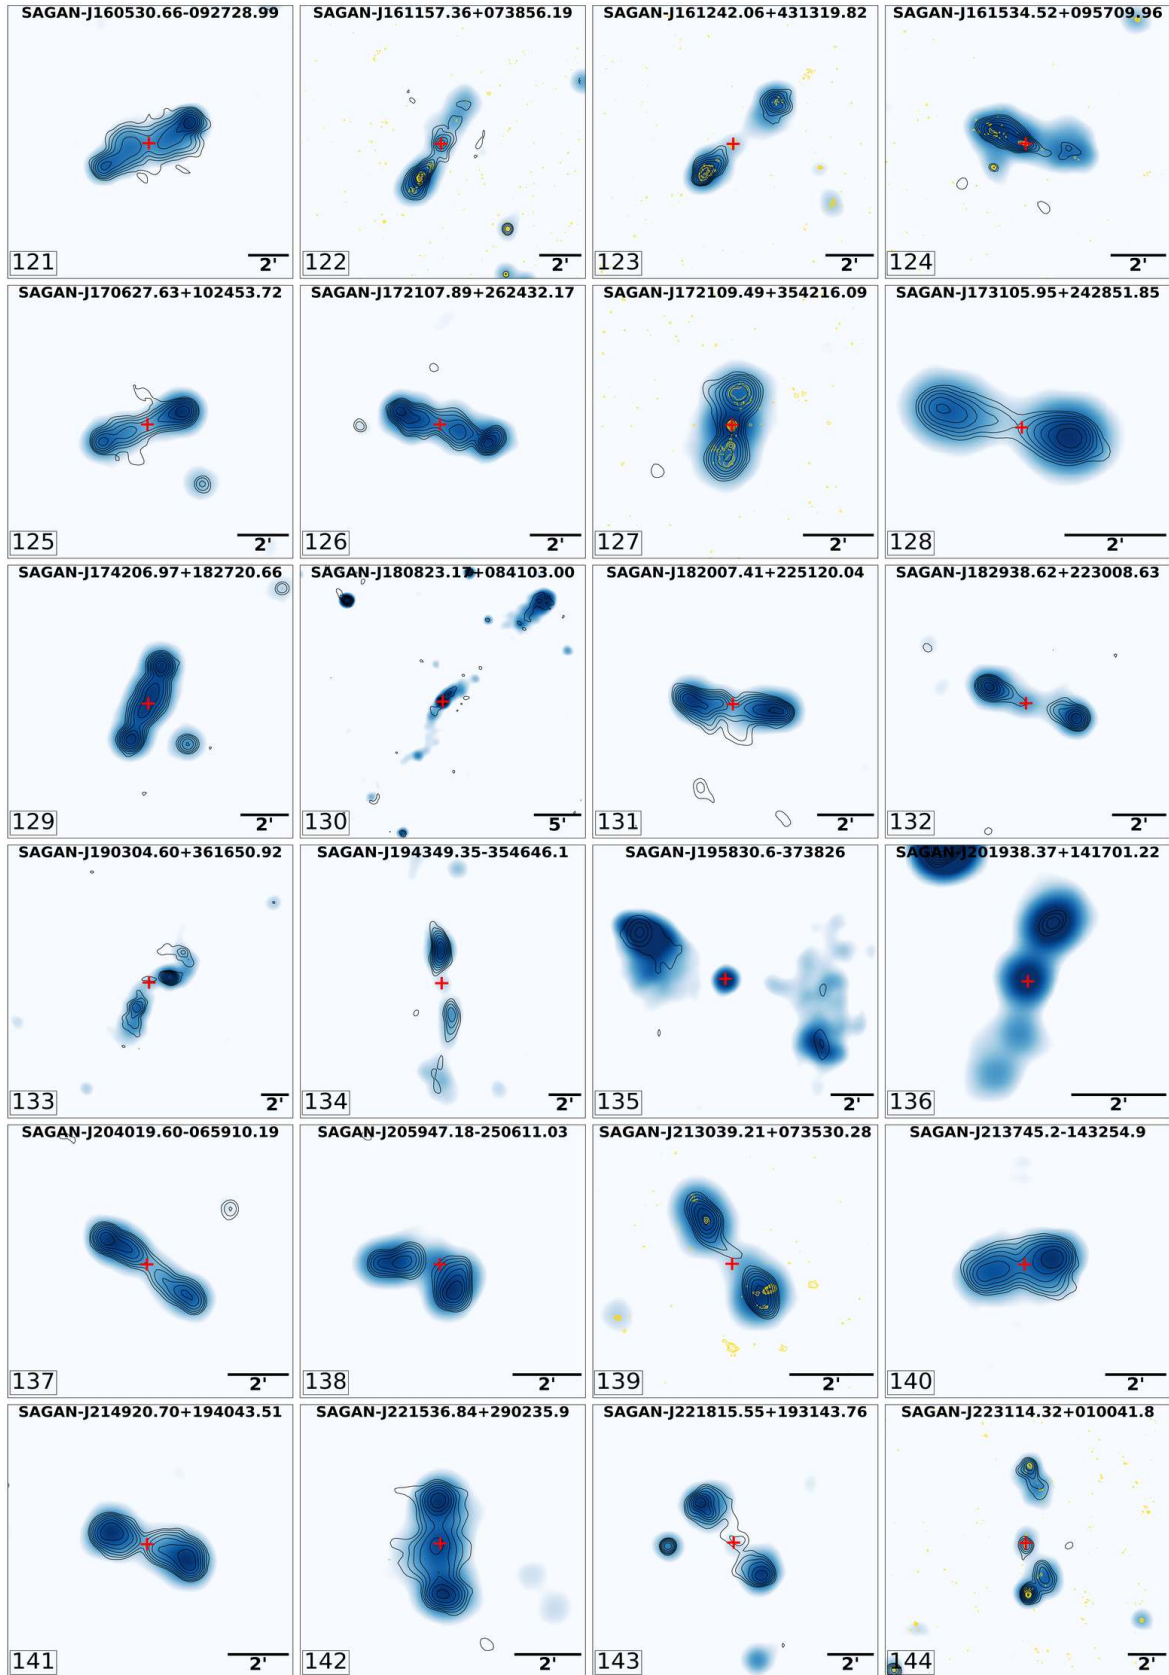 SAGAN-J160530.66-092728.99
121
2'
SAGAN-J161157.36+073856.19
122
2'
SAGAN-J161242.06+431319.82
123
2'
SAGAN-J161534.52+095709.96
124
2'
SAGAN-J170627.63+102453.72
125
2'
SAGAN-J172107.89+262432.17
126
2'
SAGAN-J172109.49+354216.09
127
2'
SAGAN-J173105.95+242851.85
128
2'
SAGAN-J174206.97+182720.66
129
2'
SAGAN-J180823.17+084103.00
130
5'
SAGAN-J182007.41+225120.04
131
2'
SAGAN-J182938.62+223008.63
132
2'
SAGAN-J190304.60+361650.92
133
2'
SAGAN-J194349.35-354646.1
134
2'
SAGAN-J195830.6-373826
135
2'
SAGAN-J201938.37+141701.22
136
2'
SAGAN-J204019.60-065910.19
137
2'
SAGAN-J205947.18-250611.03
138
2'
SAGAN-J213039.21+073530.28
139
2'
SAGAN-J213745.2-143254.9
140
2'
SAGAN-J214920.70+194043.51
141
2'
SAGAN-J221536.84+290235.9
142
2'
SAGAN-J221815.55+193143.76
143
2'
SAGAN-J223114.32+010041.8
144
2'